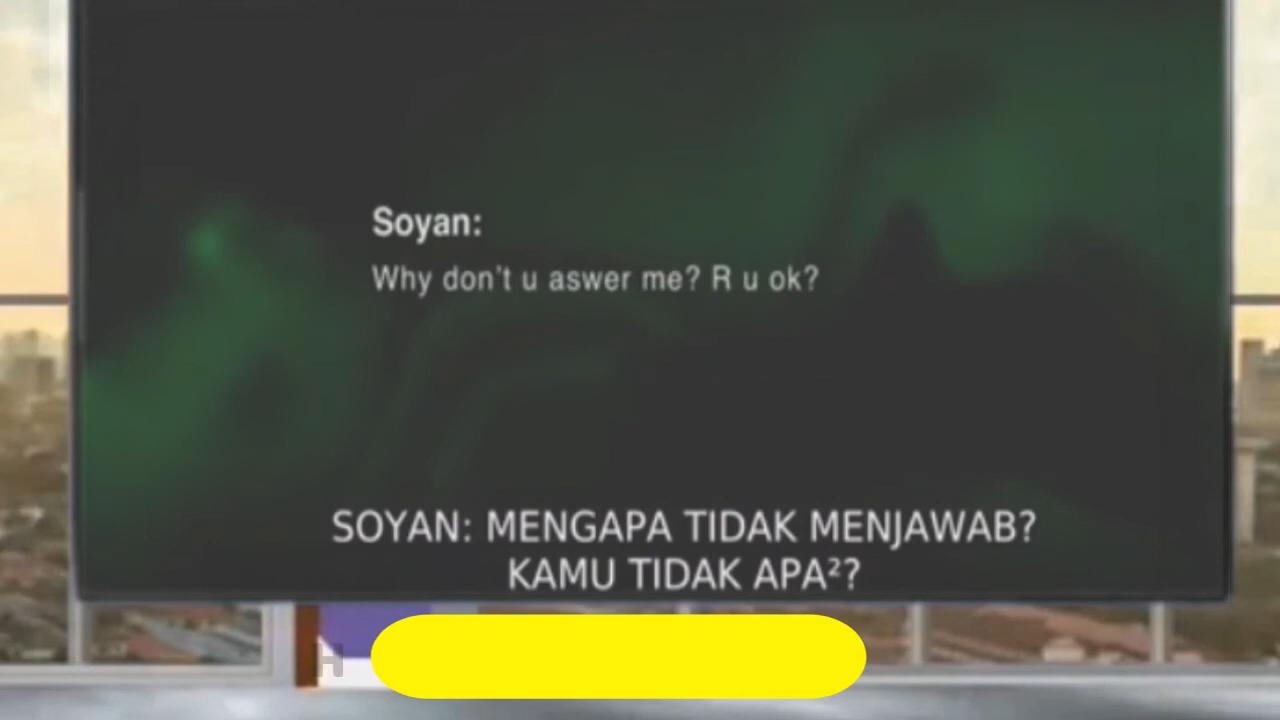 Soyan:
Why don't u aswer me? R u ok?
SOYAN: MENGAPA TIDAK MENJAWAB?
KAMU TIDAK APA²?
H